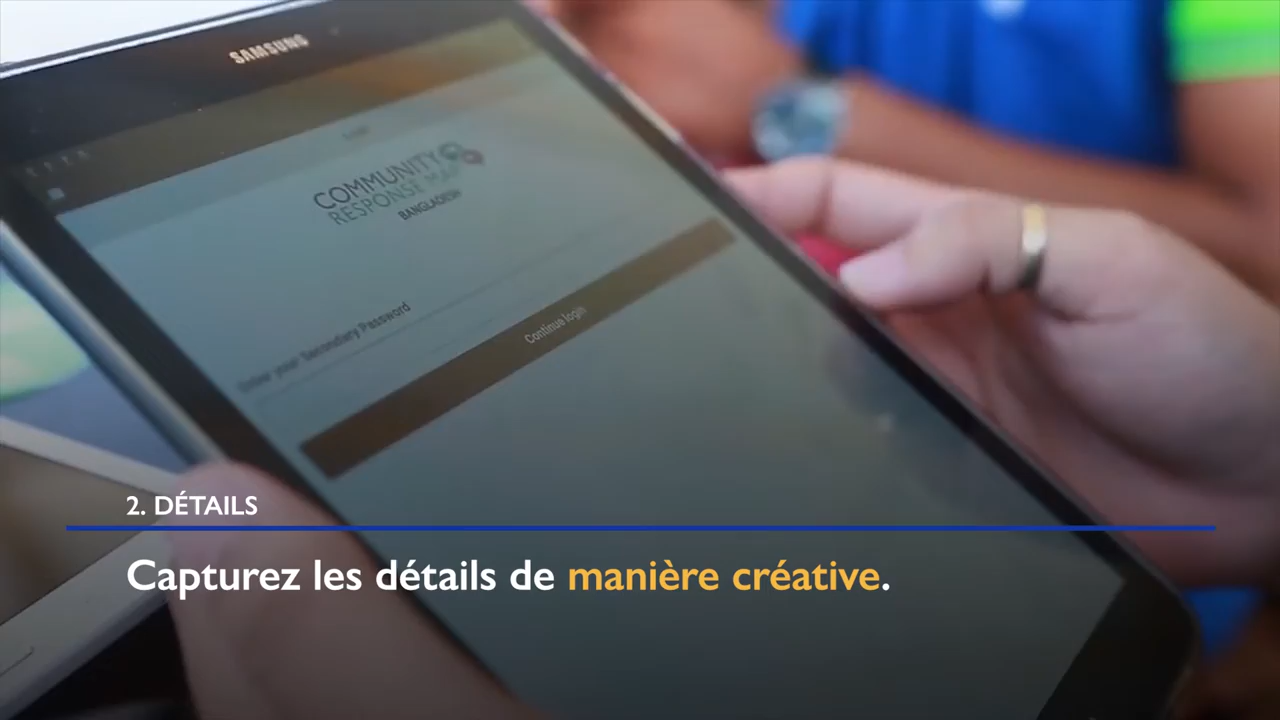 SAMSUNG
COMMUNITY
RESPONSE MAP
BANGLADESH
Enter your Secondary Password
Continue login
2. DÉTAILS
Capturez les détails de manière créative.